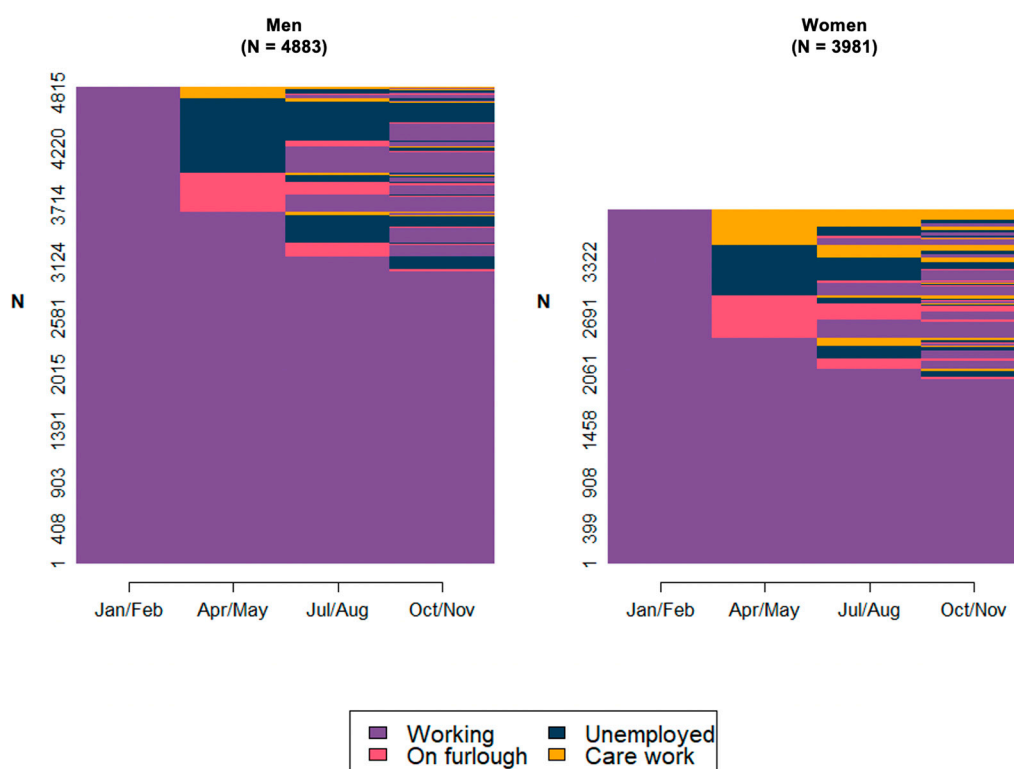 Men
(N = 4883)
Women
(N = 3981)
N
4815
4220
3714
3124
2581
2015
1391
903
408
1
Jan/Feb Apr/May Jul/Aug Oct/Nov
N
3322
2691
2061
1458
908
399
1
Jan/Feb Apr/May Jul/Aug Oct/Nov
Working Unemployed
On furlough Care work